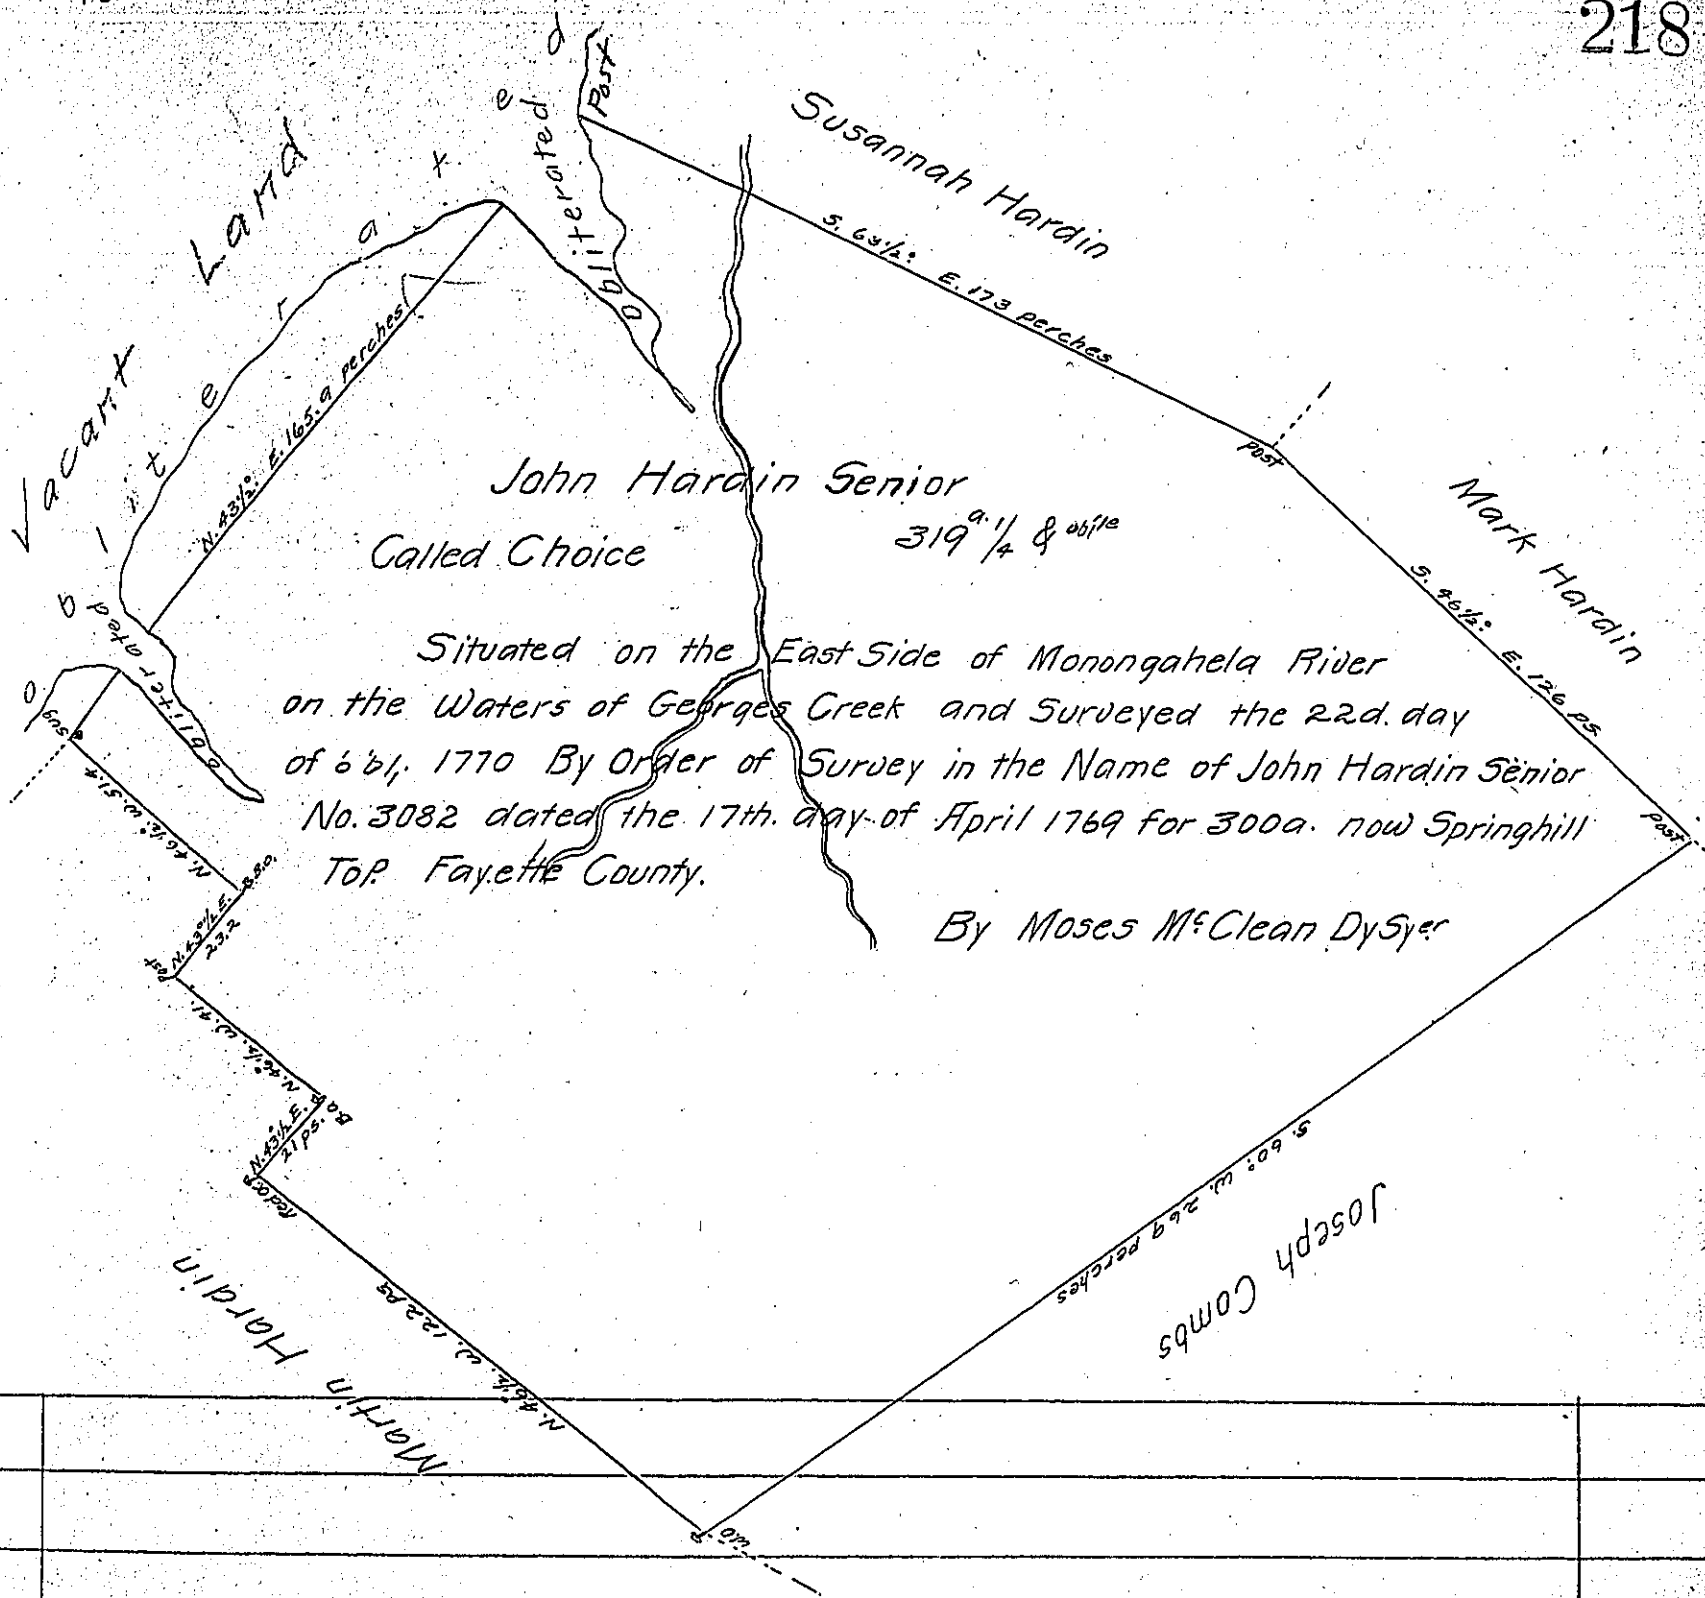 218
Vacant Land
obliterated
obliterated
obliterated
Post
Susannah Hardin
S. 63½° E. 173 perches
post
Mark Hardin
S. 46½° E. 126 ps.
post
N. 43½° E. 165.9 perches
John Hardin Senior
319 a. 1/4 &
Called Choice
Situated on the East Side of Monongahela River
on the Waters of Georges Creek and Surveyed the 22d. day
of 1770 By Order of Survey in the Name of John Hardin Senior
No. 3082 dated the 17th. day of April 1769 for 300a. now Springhill
Top. Fayette County.
By Moses McClean DySyer
Sug
N. 46½° W. 51.4
N. 43½ E.
23.2
Post
N. 46½ W. 41.
B.O.
N. 43½ E.
21 ps.
Red O.
N. 46½ W. 122 ps
Martin Hardin
W.O
S. 60° W. 269 perches
Joseph Combs